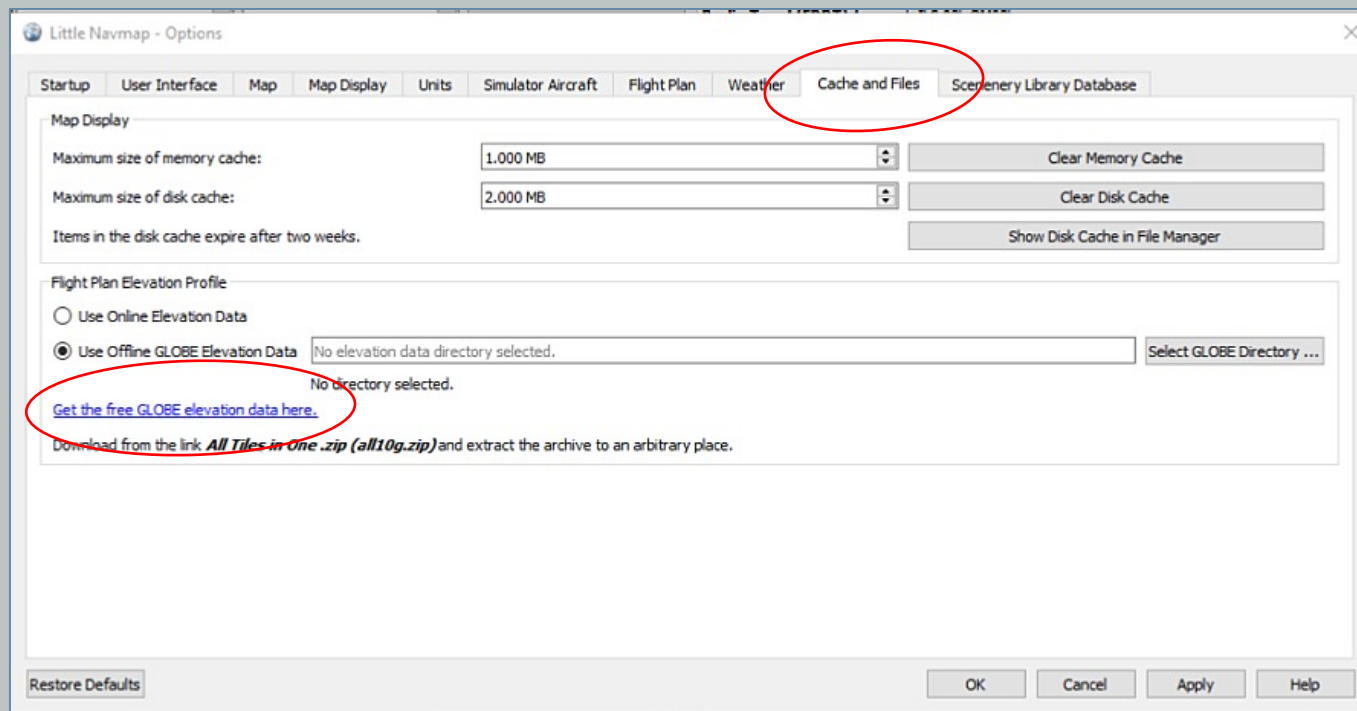 Little Navmap - Options
Startup User Interface Map Map Display Units Simulator Aircraft Flight Plan Weather Cache and Files Scenenery Library Database
Map Display
Maximum size of memory cache: 1.000 MB Clear Memory Cache
Maximum size of disk cache: 2.000 MB Clear Disk Cache
Items in the disk cache expire after two weeks. Show Disk Cache in File Manager
Flight Plan Elevation Profile
Use Online Elevation Data
Use Offline GLOBE Elevation Data No elevation data directory selected. Select GLOBE Directory ...
No directory selected.
Get the free GLOBE elevation data here.
Download from the link All Tiles in One .zip (all10g.zip) and extract the archive to an arbitrary place.
Restore Defaults OK Cancel Apply Help